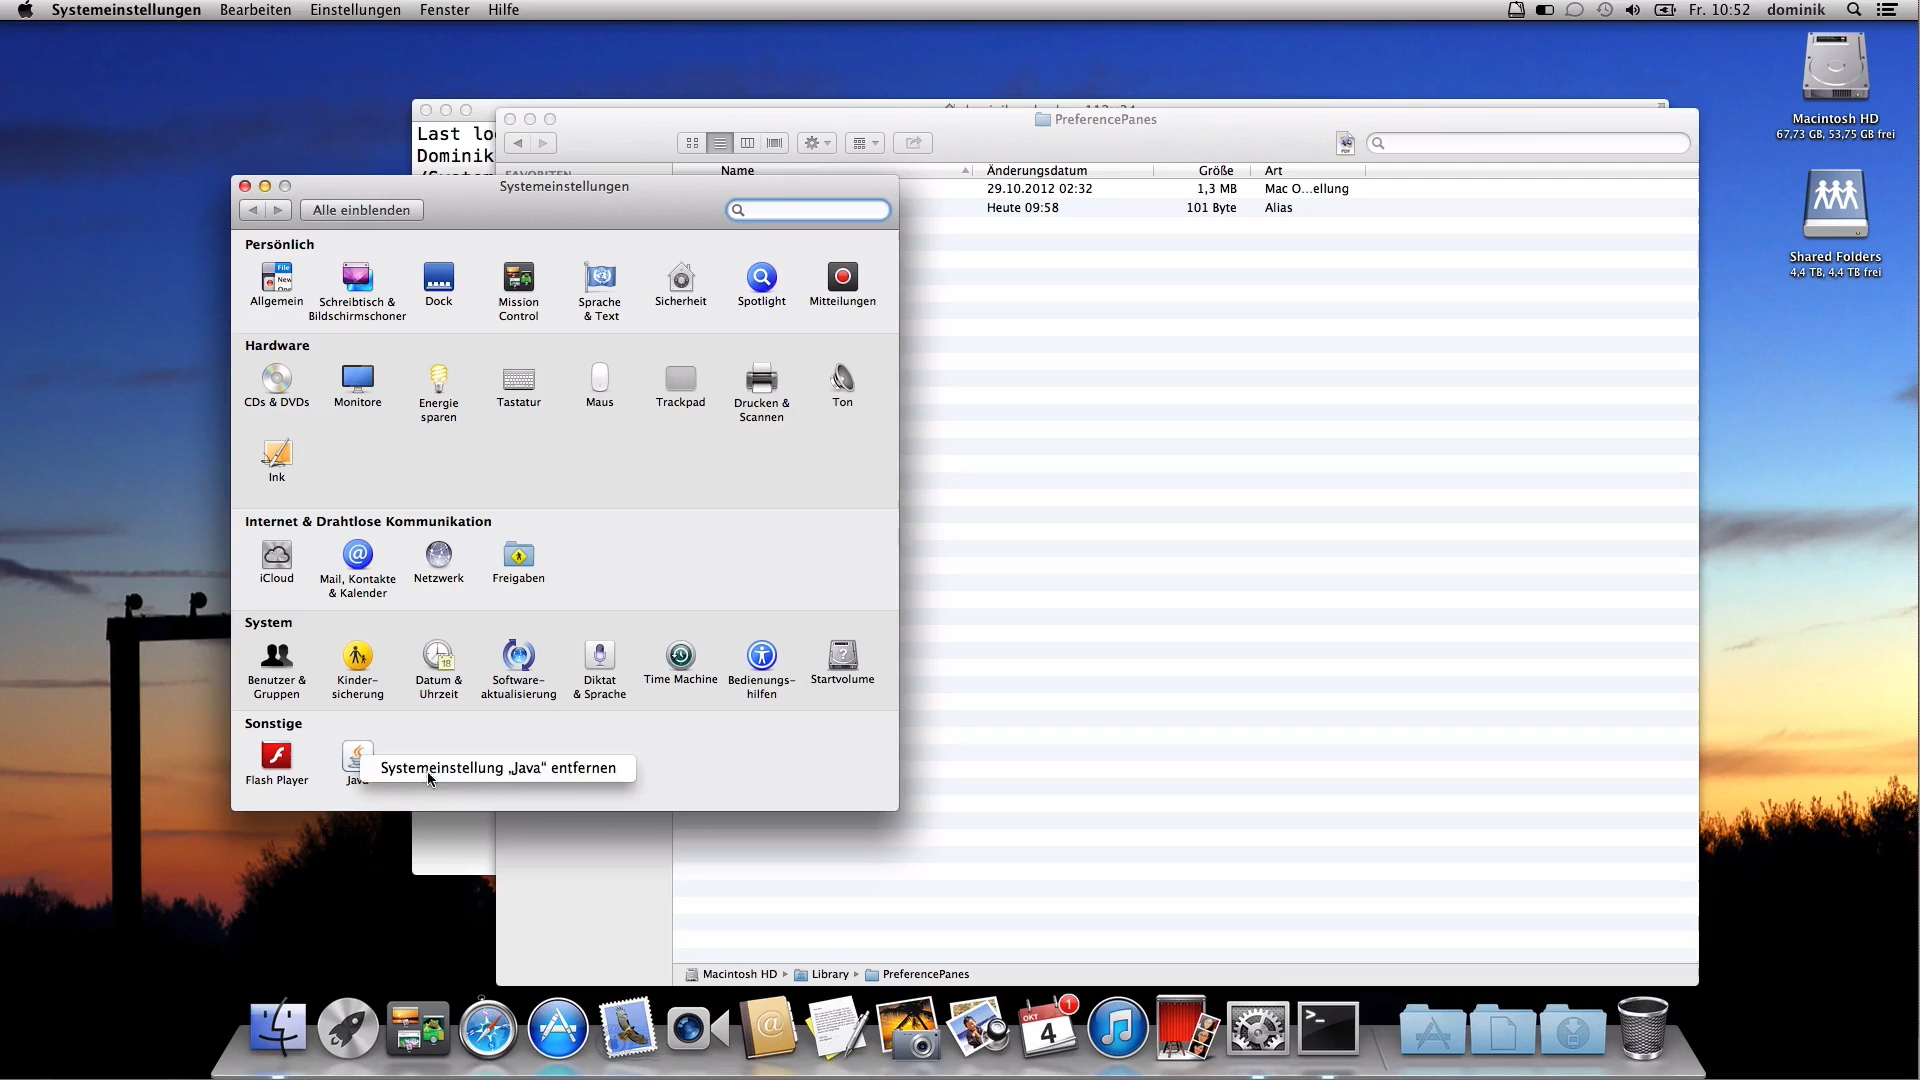 Systemeinstellungen Bearbeiten Einstellungen Fenster Hilfe
Fr. 10:52 dominik
Macintosh HD
67,73 GB, 53,75 GB frei
Shared Folders
4,4 TB, 4,4 TB frei
PreferencePanes
Last lo
Dominik
Name Änderungsdatum Größe Art
29.10.2012 02:32 1,3 MB Mac O...ellung
Heute 09:58 101 Byte Alias
Systemeinstellungen
Alle einblenden
Persönlich
Allgemein
Schreibtisch &
Bildschirmschoner
Dock
Mission
Control
Sprache
& Text
Sicherheit
Spotlight
Mitteilungen
Hardware
CDs & DVDs
Monitore
Energie
sparen
Tastatur
Maus
Trackpad
Drucken &
Scannen
Ton
Ink
Internet & Drahtlose Kommunikation
iCloud
Mail, Kontakte
& Kalender
Netzwerk
Freigaben
System
Benutzer &
Gruppen
Kinder-
sicherung
18
Datum &
Uhrzeit
Software-
aktualisierung
Diktat
& Sprache
Time Machine
Bedienungs-
hilfen
Startvolume
Sonstige
Flash Player
Systemeinstellung „Java“ entfernen
Macintosh HD Library PreferencePanes
OKT
4
1